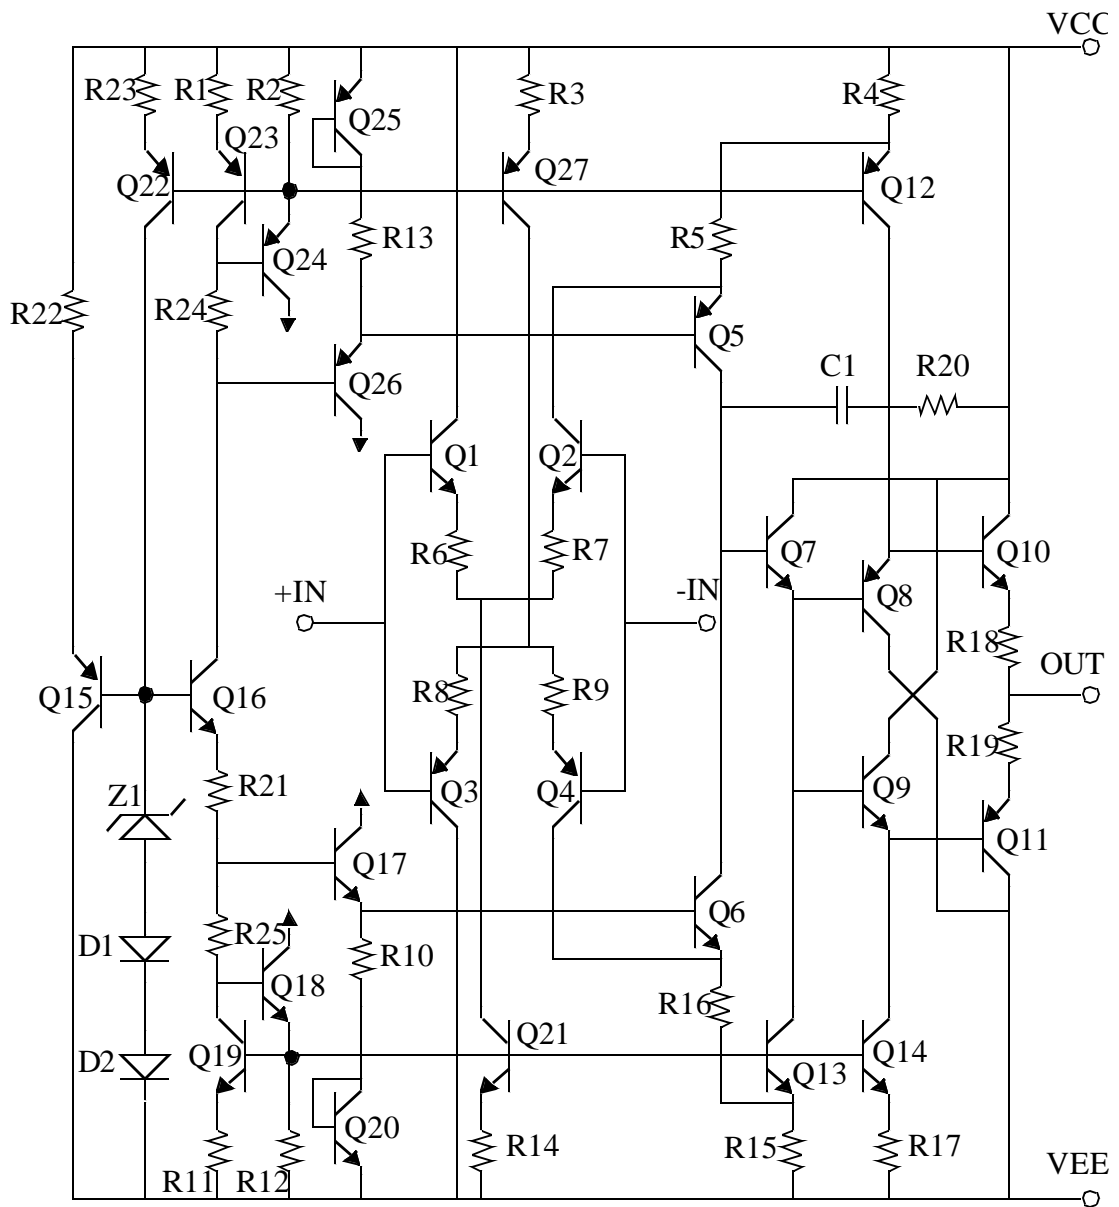 VCC
R23 R1 R2 R3 R4
Q25
Q23
Q22 Q27 Q12
R13 R5
Q24
R22 R24
Q5
Q26 C1 R20
Q1 Q2
R6 R7 Q7 Q10
+IN -IN Q8
R18
OUT
Q15 Q16 R8 R9
R19
R21
Z1 Q3 Q4 Q9
Q11
Q17
Q6
R25
D1 R10
Q18 R16
Q21
Q19 Q14
D2 Q13
Q20
R14 R15 R17
R11 R12
VEE